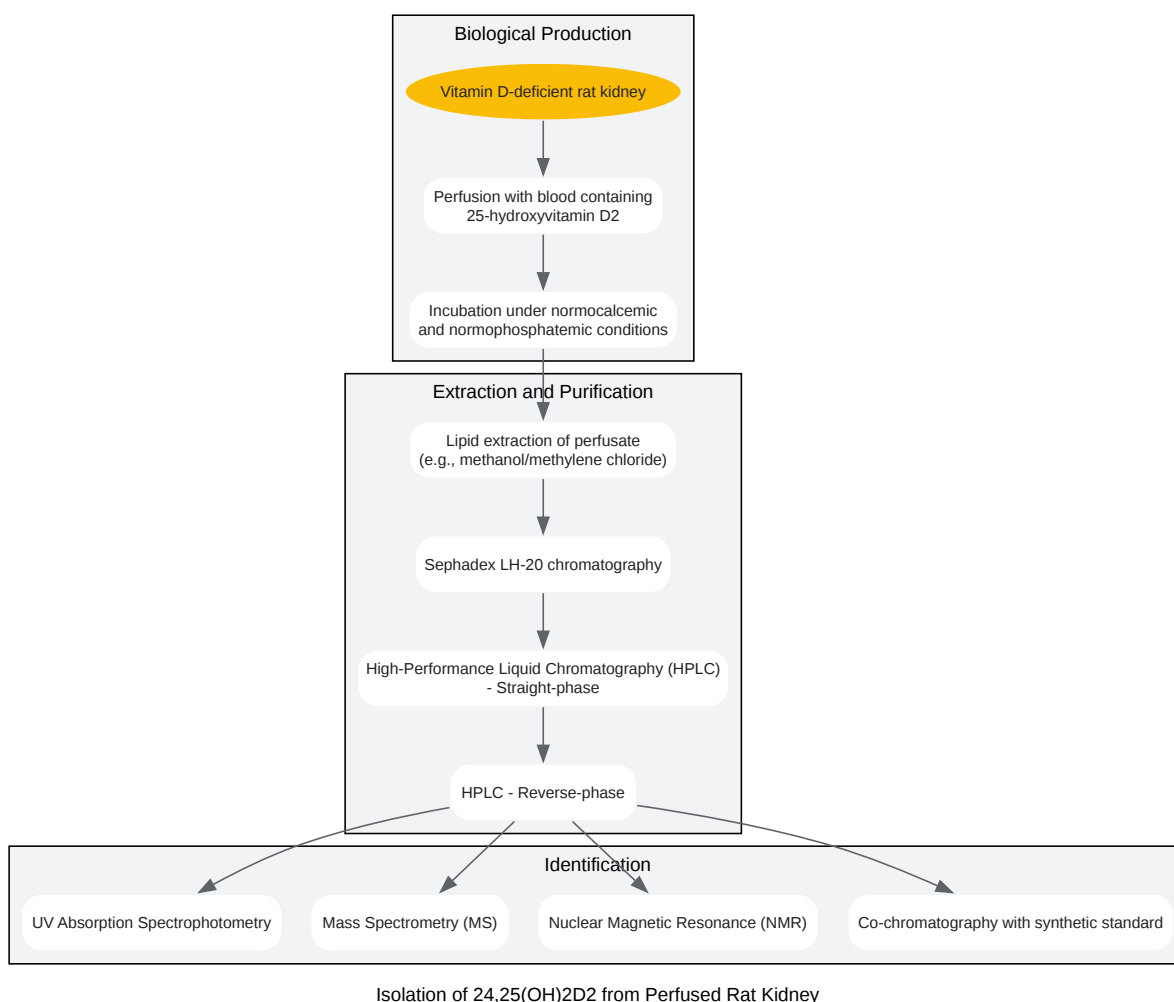 Biological Production
Vitamin D-deficient rat kidney
Perfusion with blood containing
25-hydroxyvitamin D2
Incubation under normocalcemic
and normophosphatemic conditions
Extraction and Purification
Lipid extraction of perfusate
(e.g., methanol/methylene chloride)
Sephadex LH-20 chromatography
High-Performance Liquid Chromatography (HPLC)
- Straight-phase
HPLC - Reverse-phase
Identification
UV Absorption Spectrophotometry
Mass Spectrometry (MS)
Nuclear Magnetic Resonance (NMR)
Co-chromatography with synthetic standard
Isolation of 24,25(OH)2D2 from Perfused Rat Kidney